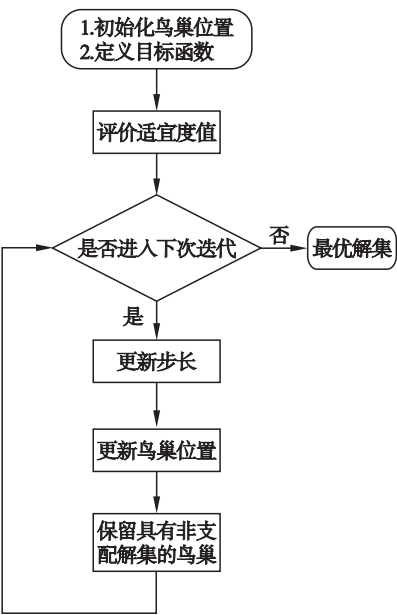 1.初始化鸟巢位置
2.定义目标函数
评价适宜度值
是否进入下次迭代
否
最优解集
是
更新步长
更新鸟巢位置
保留具有非支
配解集的鸟巢